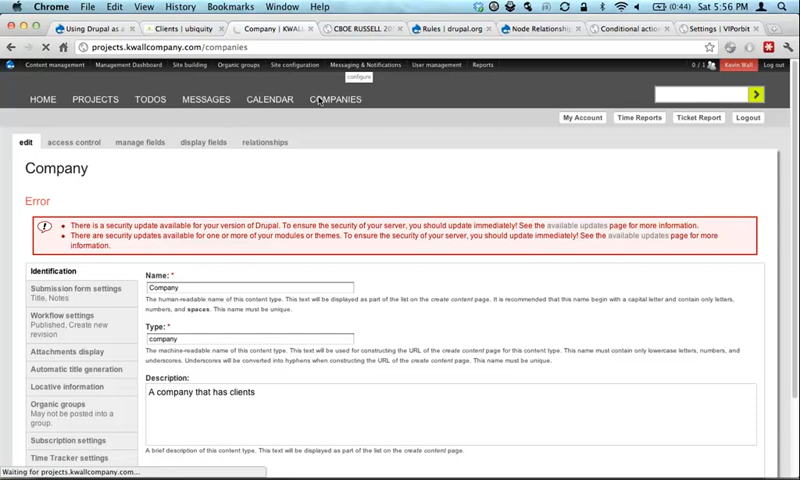 Chrome File Edit View History Bookmarks Window Help (0:44) Sat 5:56 PM
Using Drupal as a Clients | ubiquity Company | KWALL CBOE RUSSELL 20 Rules | drupal.org Node Relationship Conditional action Settings | VIPorbit
projects.kwallcompany.com/companies
Content management Management Dashboard Site building Organic groups Site configuration Messaging & Notifications User management Reports 0 / 1 Kevin Wall Log out
configure
HOME PROJECTS TODOS MESSAGES CALENDAR COMPANIES
My Account Time Reports Ticket Report Logout
edit access control manage fields display fields relationships
Company
Error
There is a security update available for your version of Drupal. To ensure the security of your server, you should update immediately! See the available updates page for more information.
There are security updates available for one or more of your modules or themes. To ensure the security of your server, you should update immediately! See the available updates page for more
information.
Identification
Submission form settings
Title, Notes
Workflow settings
Published, Create new
revision
Attachments display
Automatic title generation
Locative information
Organic groups
May not be posted into a
group.
Subscription settings
Time Tracker settings
Name: *
Company
The human-readable name of this content type. This text will be displayed as part of the list on the create content page. It is recommended that this name begin with a capital letter and contain only letters,
numbers, and spaces. This name must be unique.
Type: *
company
The machine-readable name of this content type. This text will be used for constructing the URL of the create content page for this content type. This name must contain only lowercase letters, numbers, and
underscores. Underscores will be converted into hyphens when constructing the URL of the create content page. This name must be unique.
Description:
A company that has clients
A brief description of this content type. This text will be displayed as part of the list on the create content page.
Waiting for projects.kwallcompany.com...